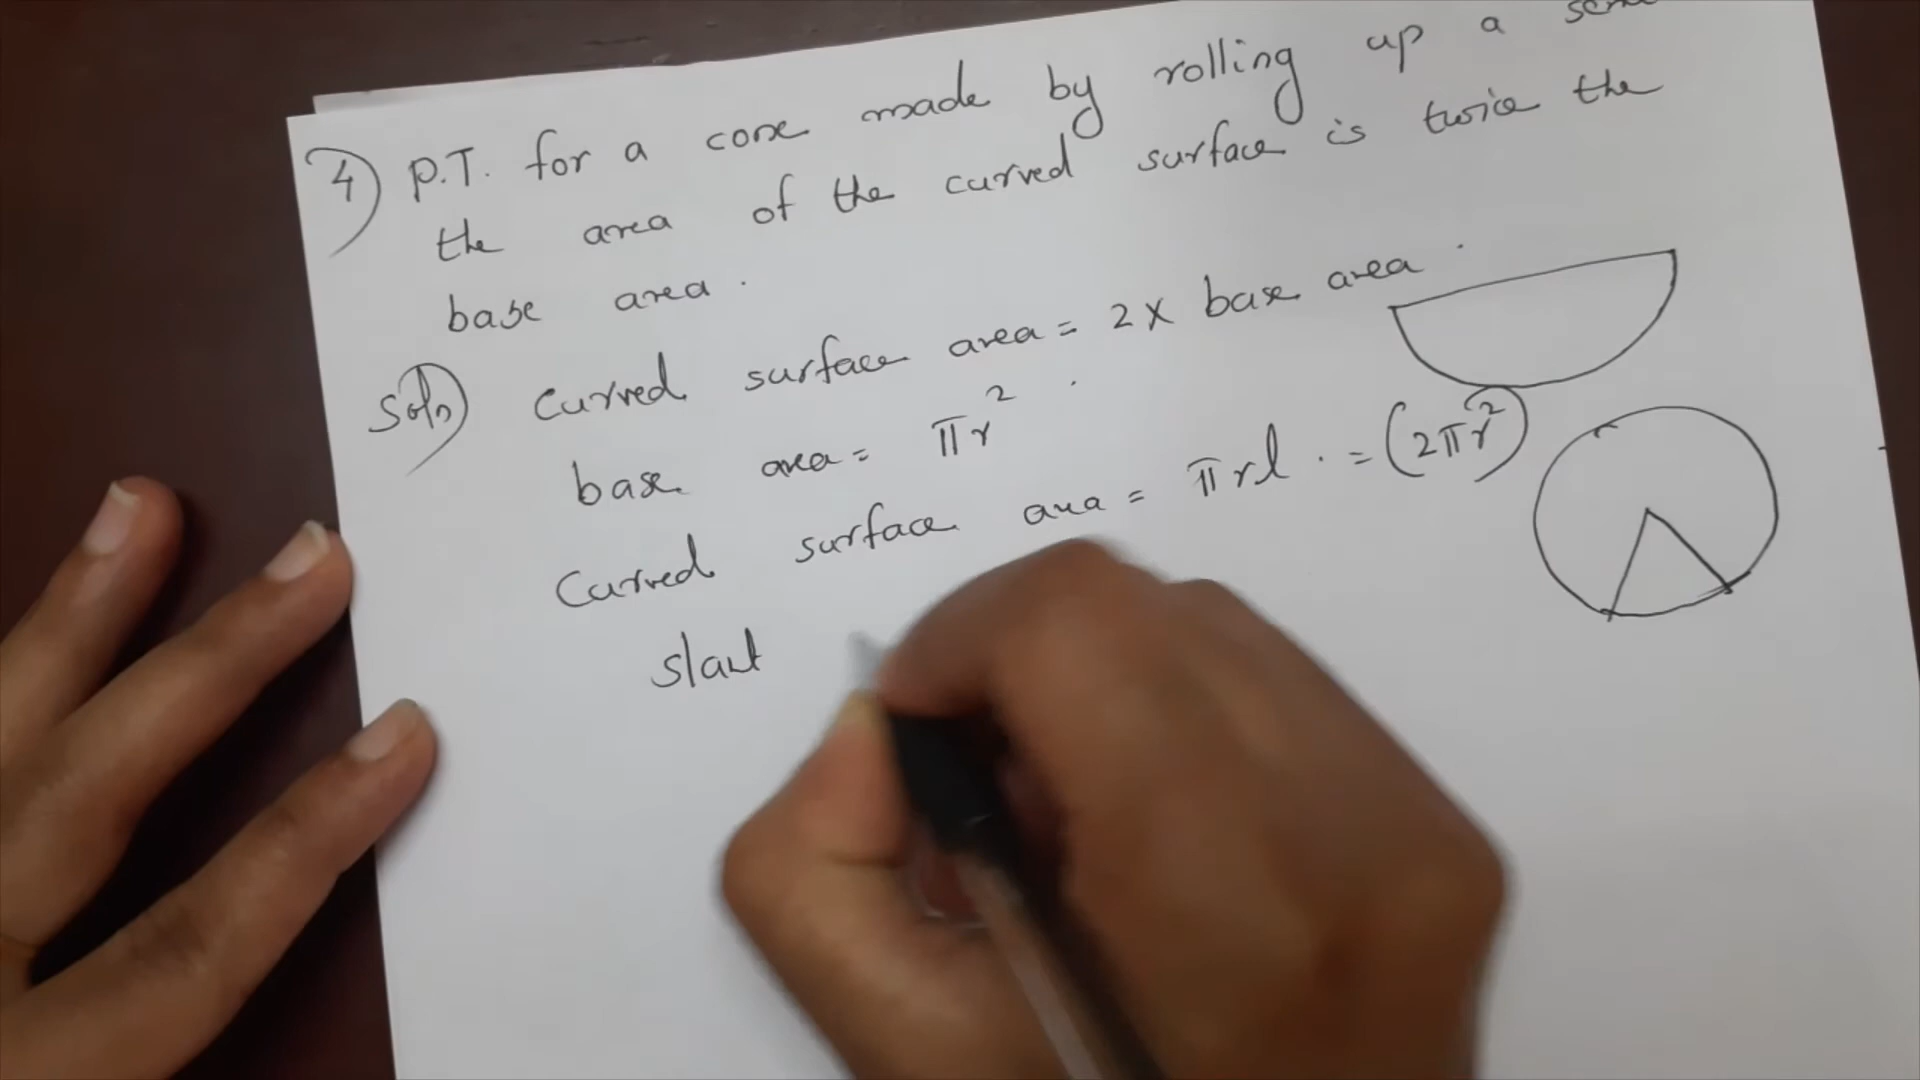 4) P.T. for a cone made by rolling up a
the area of the curved surface is twice the
base area.
Soln) Curved surface area = 2 x base area.
base area = πr².
Curved surface area = πrl. = (2πr²)
slant